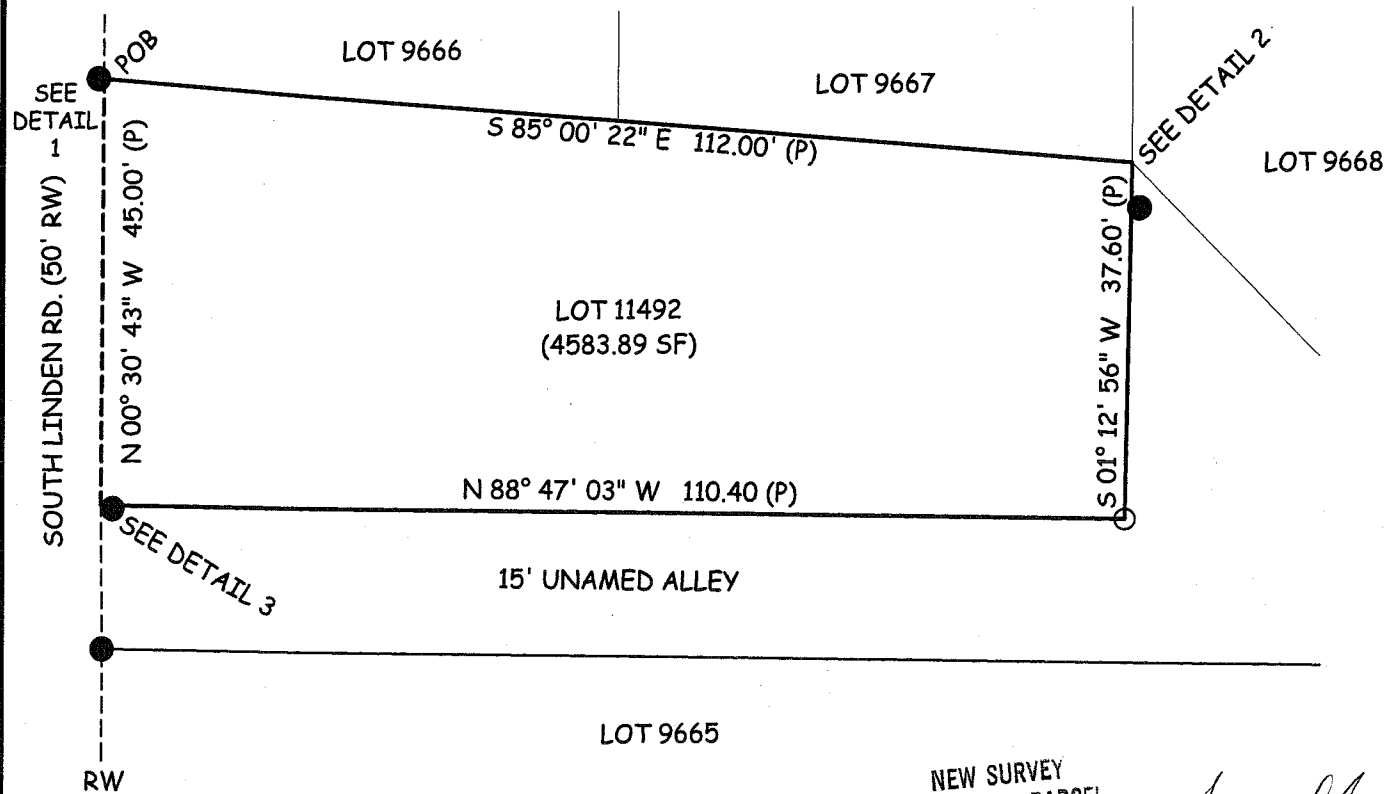 POB
LOT 9666
LOT 9667
SEE DETAIL 2
LOT 9668
SEE
DETAIL
1
SOUTH LINDEN RD. (50' RW)
N 00° 30' 43" W 45.00' (P)
S 85° 00' 22" E 112.00' (P)
S 01° 12' 56" W 37.60' (P)
LOT 11492
(4583.89 SF)
N 88° 47' 03" W 110.40 (P)
SEE DETAIL 3
15' UNAMED ALLEY
LOT 9665
RW
NEW SURVEY